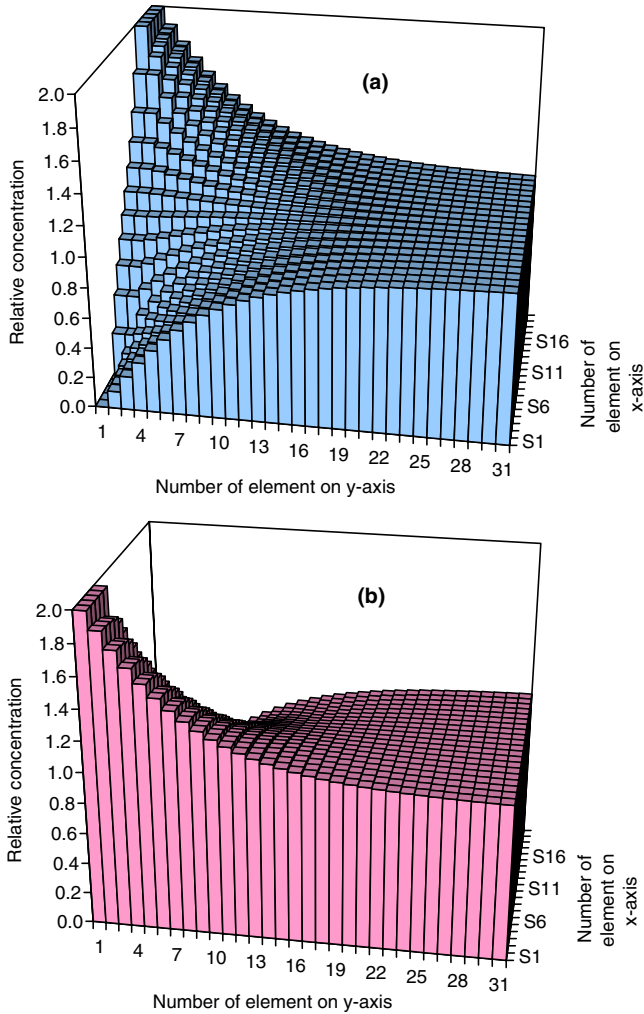 (a)
Relative concentration
2.0
1.8
1.6
1.4
1.2
1.0
0.8
0.6
0.4
0.2
0.0
1 4 7 10 13 16 19 22 25 28 31
Number of element on y-axis
S16
S11
S6
S1
Number of
element on
x-axis
(b)
Relative concentration
2.0
1.8
1.6
1.4
1.2
1.0
0.8
0.6
0.4
0.2
0.0
1 4 7 10 13 16 19 22 25 28 31
Number of element on y-axis
S16
S11
S6
S1
Number of
element on
x-axis